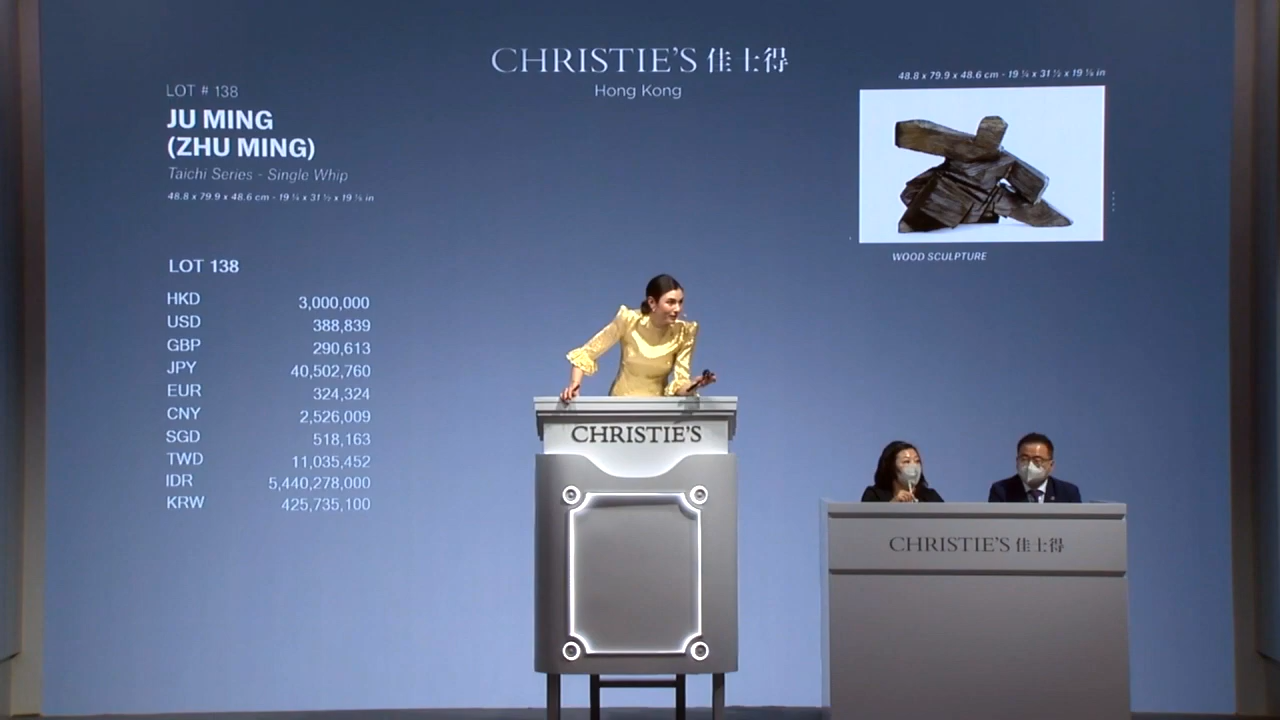 CHRISTIE'S 佳士得
Hong Kong
LOT # 138
JU MING
(ZHU MING)
Taichi Series - Single Whip
48.8 x 79.9 x 48.6 cm - 19 ¼ x 31 ½ x 19 ⅛ in
LOT 138
HKD 3,000,000
USD 388,839
GBP 290,613
JPY 40,502,760
EUR 324,324
CNY 2,526,009
SGD 518,163
TWD 11,035,452
IDR 5,440,278,000
KRW 425,735,100
48.8 x 79.9 x 48.6 cm - 19 ¼ x 31 ½ x 19 ⅛ in
WOOD SCULPTURE
CHRISTIE'S
CHRISTIE'S 佳士得